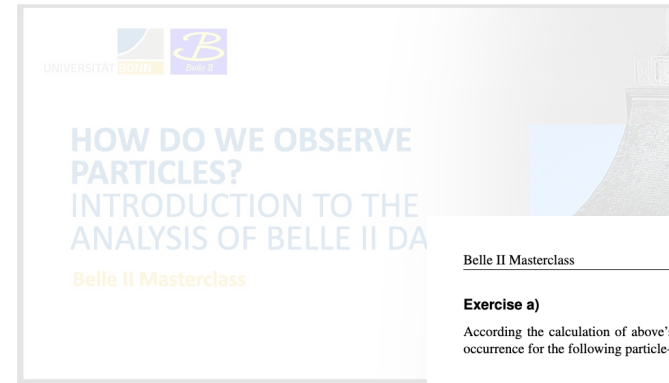 UNIVERSITÄT BONN
Belle II
HOW DO WE OBSERVE
PARTICLES?
INTRODUCTION TO THE
ANALYSIS OF BELLE II DA
Belle II Masterclass
Belle II Masterclass
Exercise a)
According the calculation of above's
occurrence for the following particle-